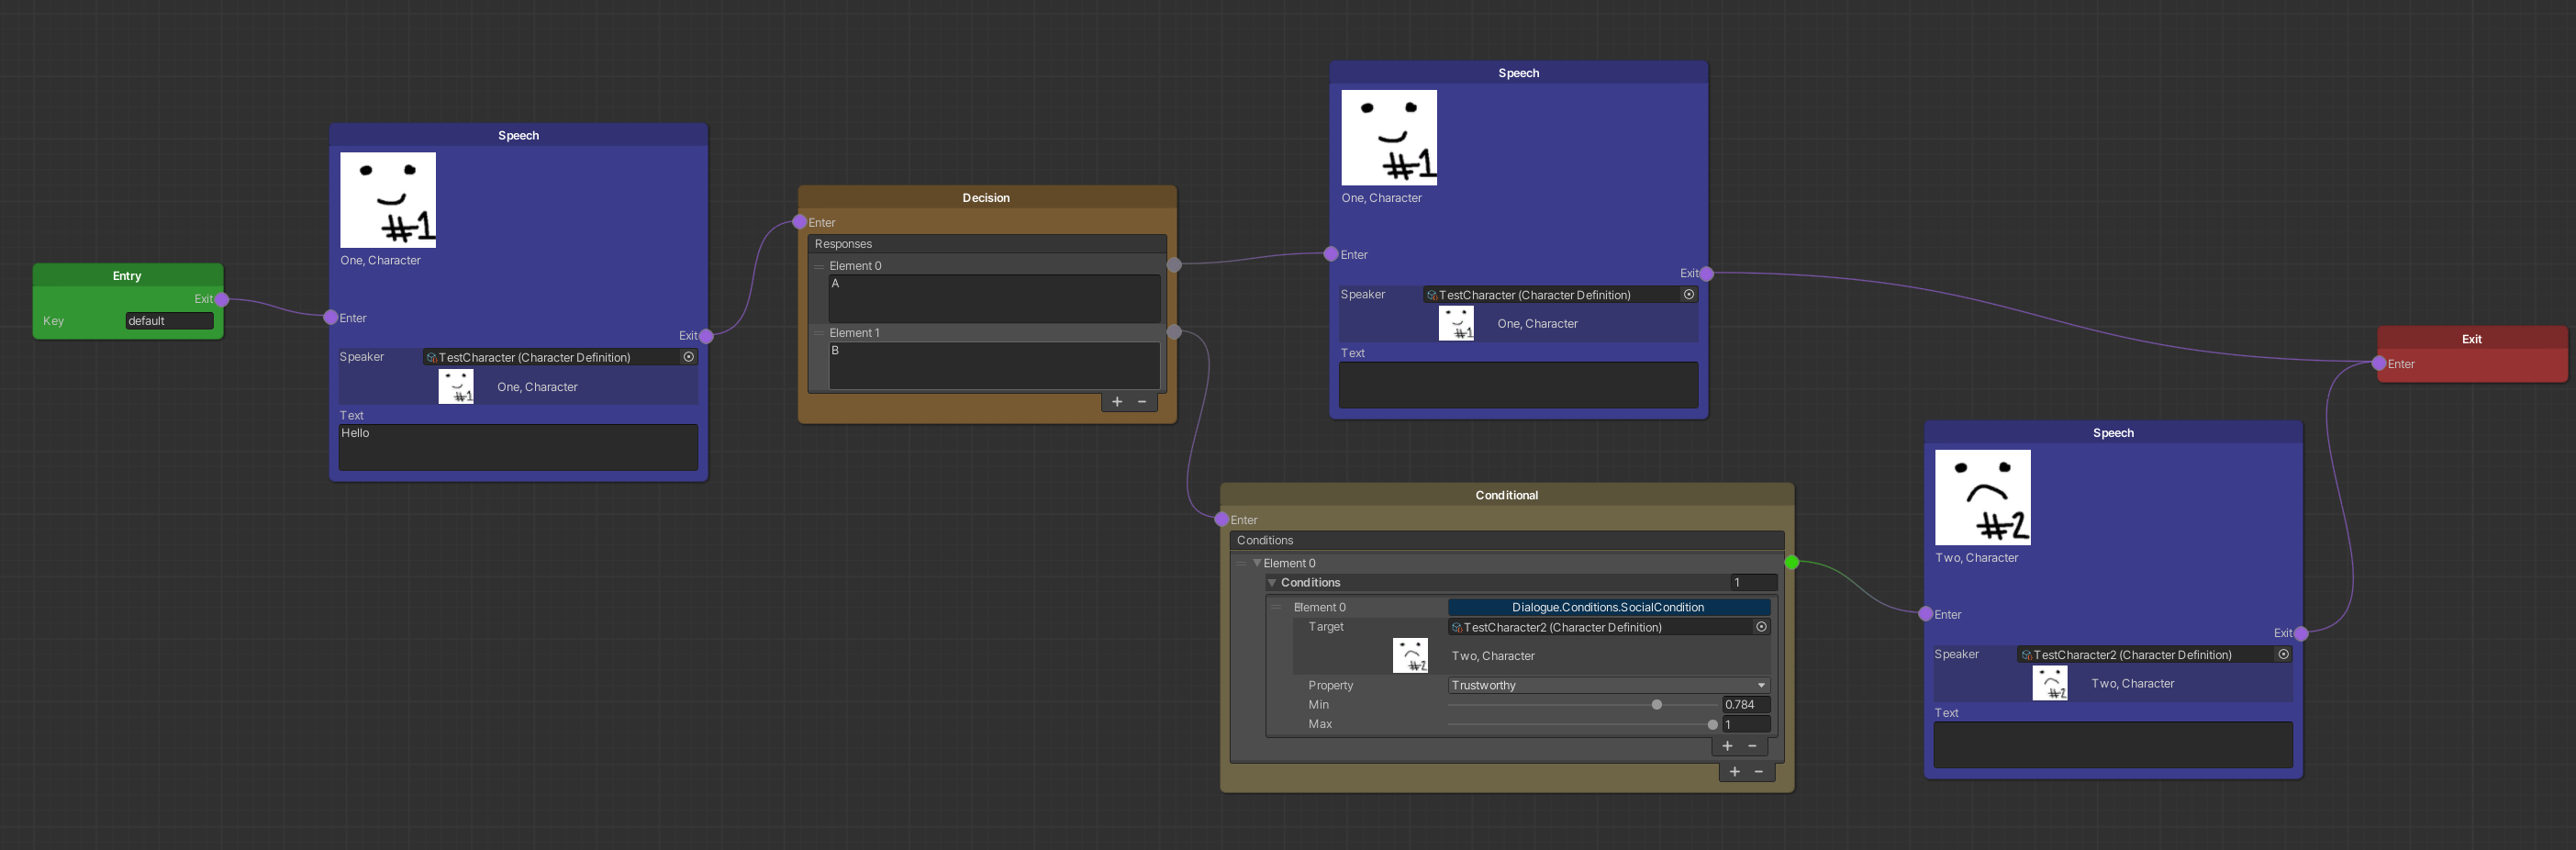 Entry
Exit
Key default
Speech
#1
One, Character
Enter
Exit
Speaker TestCharacter (Character Definition)
#1 One, Character
Text
Hello
Decision
Enter
Responses
Element 0
A
Element 1
B
+ −
Speech
#1
One, Character
Enter
Exit
Speaker TestCharacter (Character Definition)
#1 One, Character
Text
Conditional
Enter
Conditions
Element 0
Conditions 1
Element 0 Dialogue.Conditions.SocialCondition
Target TestCharacter2 (Character Definition)
#2 Two, Character
Property Trustworthy
Min 0.784
Max 1
+ −
+ −
Speech
#2
Two, Character
Enter
Exit
Speaker TestCharacter2 (Character Definition)
#2 Two, Character
Text
Exit
Enter